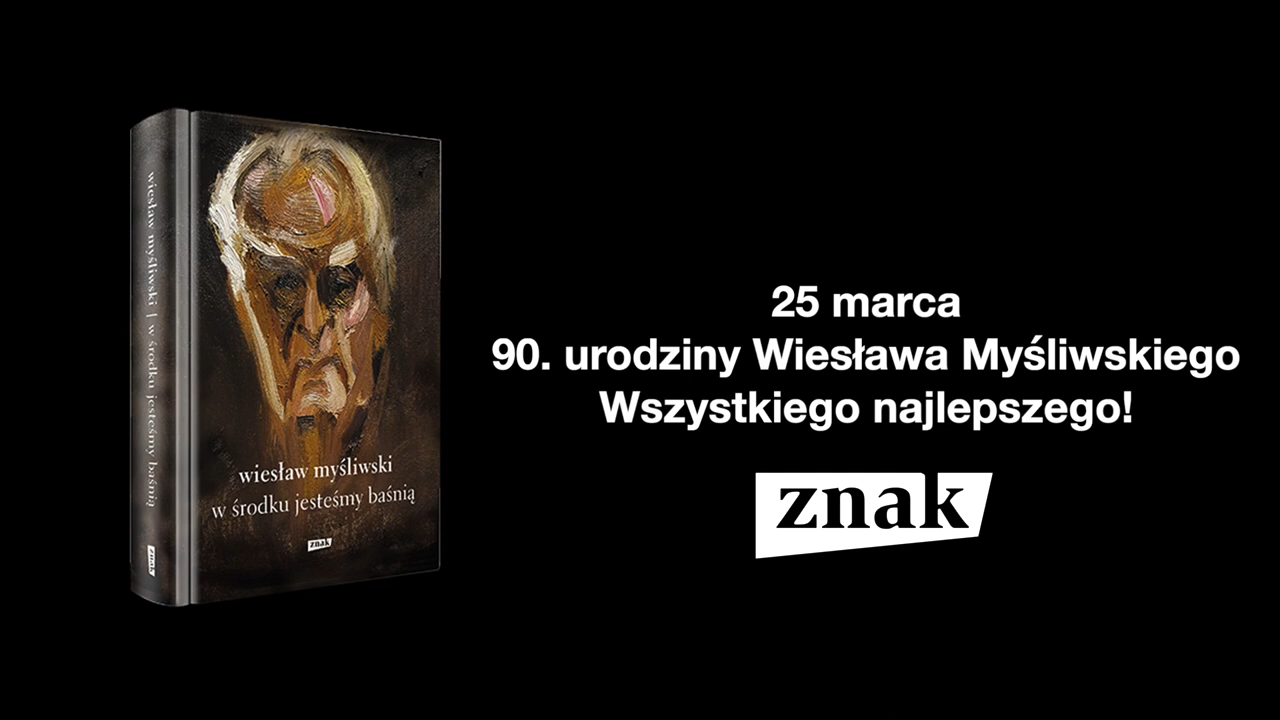 wiesław myśliwski | w środku jesteśmy baśnią
znak
wiesław myśliwski
w środku jesteśmy baśnią
znak
25 marca
90. urodziny Wiesława Myśliwskiego
Wszystkiego najlepszego!
znak